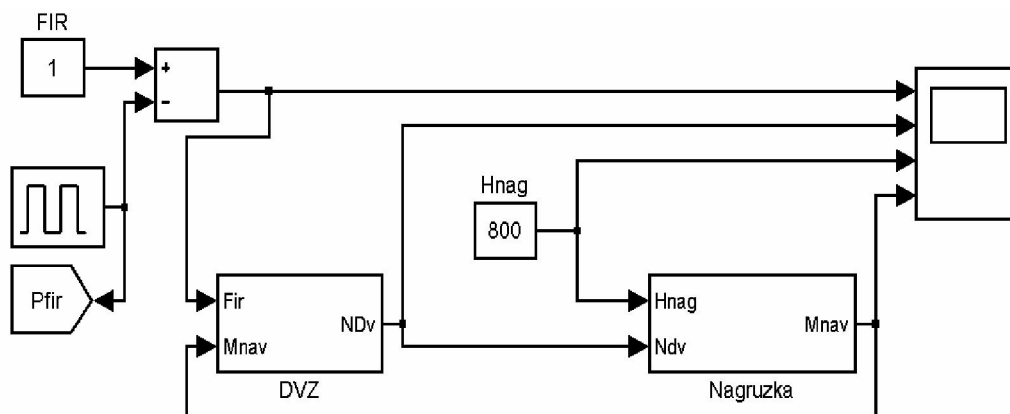 FIR
1
+
-
Hnag
800
Pfir
Fir
Mnav
NDv
DVZ
Hnag
Ndv
Mnav
Nagruzka